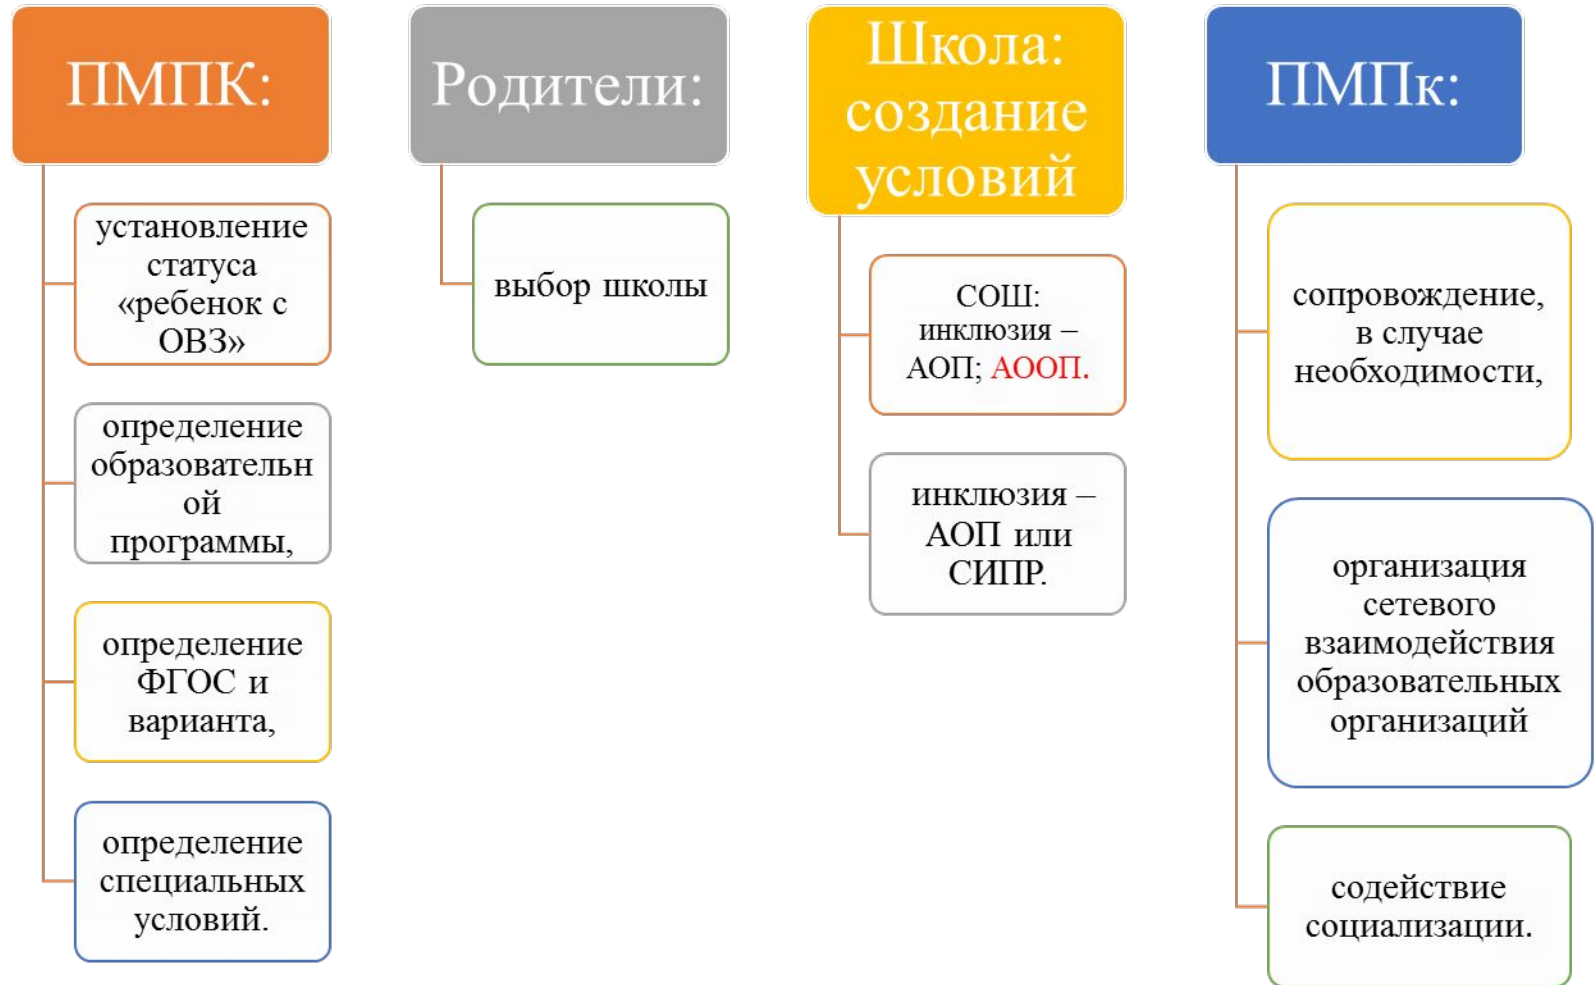 ПМПК:
установление
статуса
«ребенок с
ОВЗ»
определение
образовательн
ой
программы,
определение
ФГОС и
варианта,
определение
специальных
условий.
Родители:
выбор школы
Школа:
создание
условий
СОШ:
инклюзия –
АОП; АООП.
инклюзия –
АОП или
СИПР.
ПМПк:
сопровождение,
в случае
необходимости,
организация
сетевого
взаимодействия
образовательных
организаций
содействие
социализации.